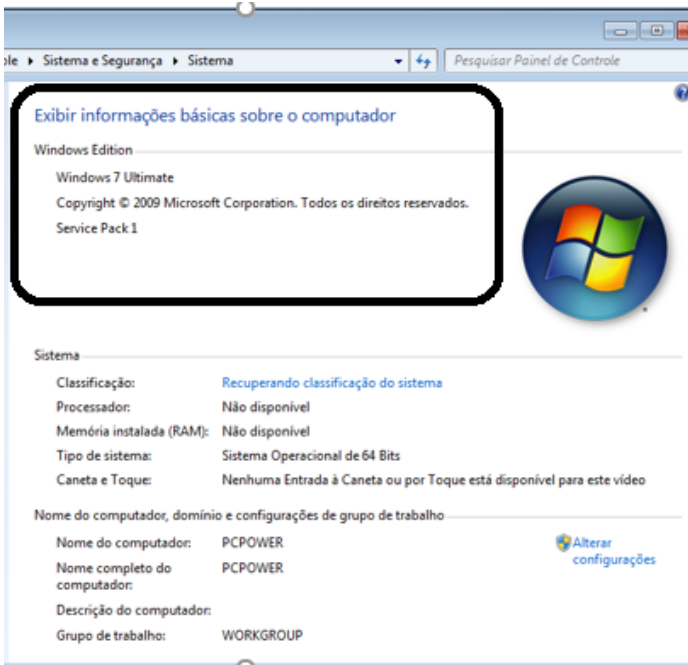 ole ▸ Sistema e Segurança ▸ Sistema
Pesquisar Painel de Controle
Exibir informações básicas sobre o computador
Windows Edition
Windows 7 Ultimate
Copyright © 2009 Microsoft Corporation. Todos os direitos reservados.
Service Pack 1
Sistema
Classificação: Recuperando classificação do sistema
Processador: Não disponível
Memória instalada (RAM): Não disponível
Tipo de sistema: Sistema Operacional de 64 Bits
Caneta e Toque: Nenhuma Entrada à Caneta ou por Toque está disponível para este vídeo
Nome do computador, domínio e configurações de grupo de trabalho
Nome do computador: PCPOWER
Alterar
configurações
Nome completo do
computador: PCPOWER
Descrição do computador:
Grupo de trabalho: WORKGROUP